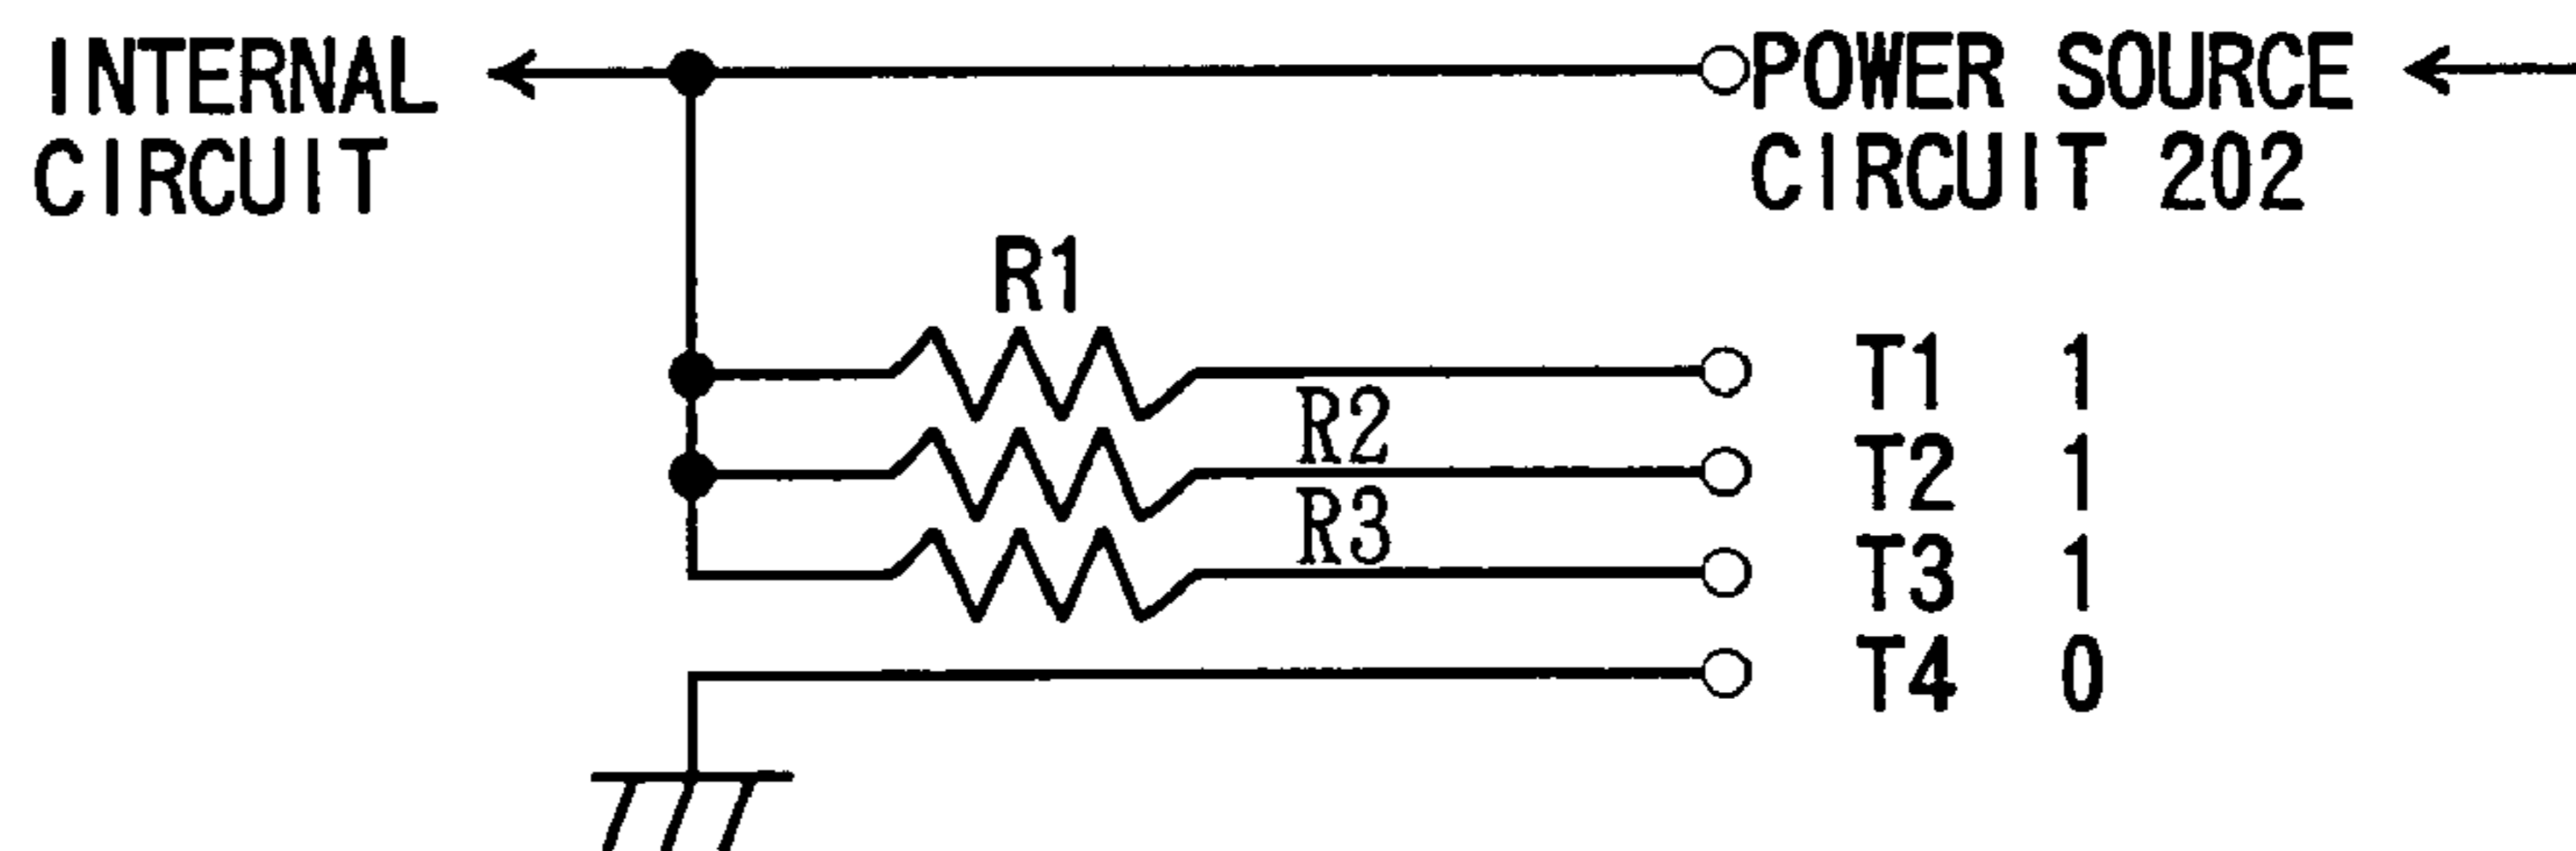 INTERNAL
CIRCUIT
POWER SOURCE
CIRCUIT 202
R1
T1 1
R2
T2 1
R3
T3 1
T4 0